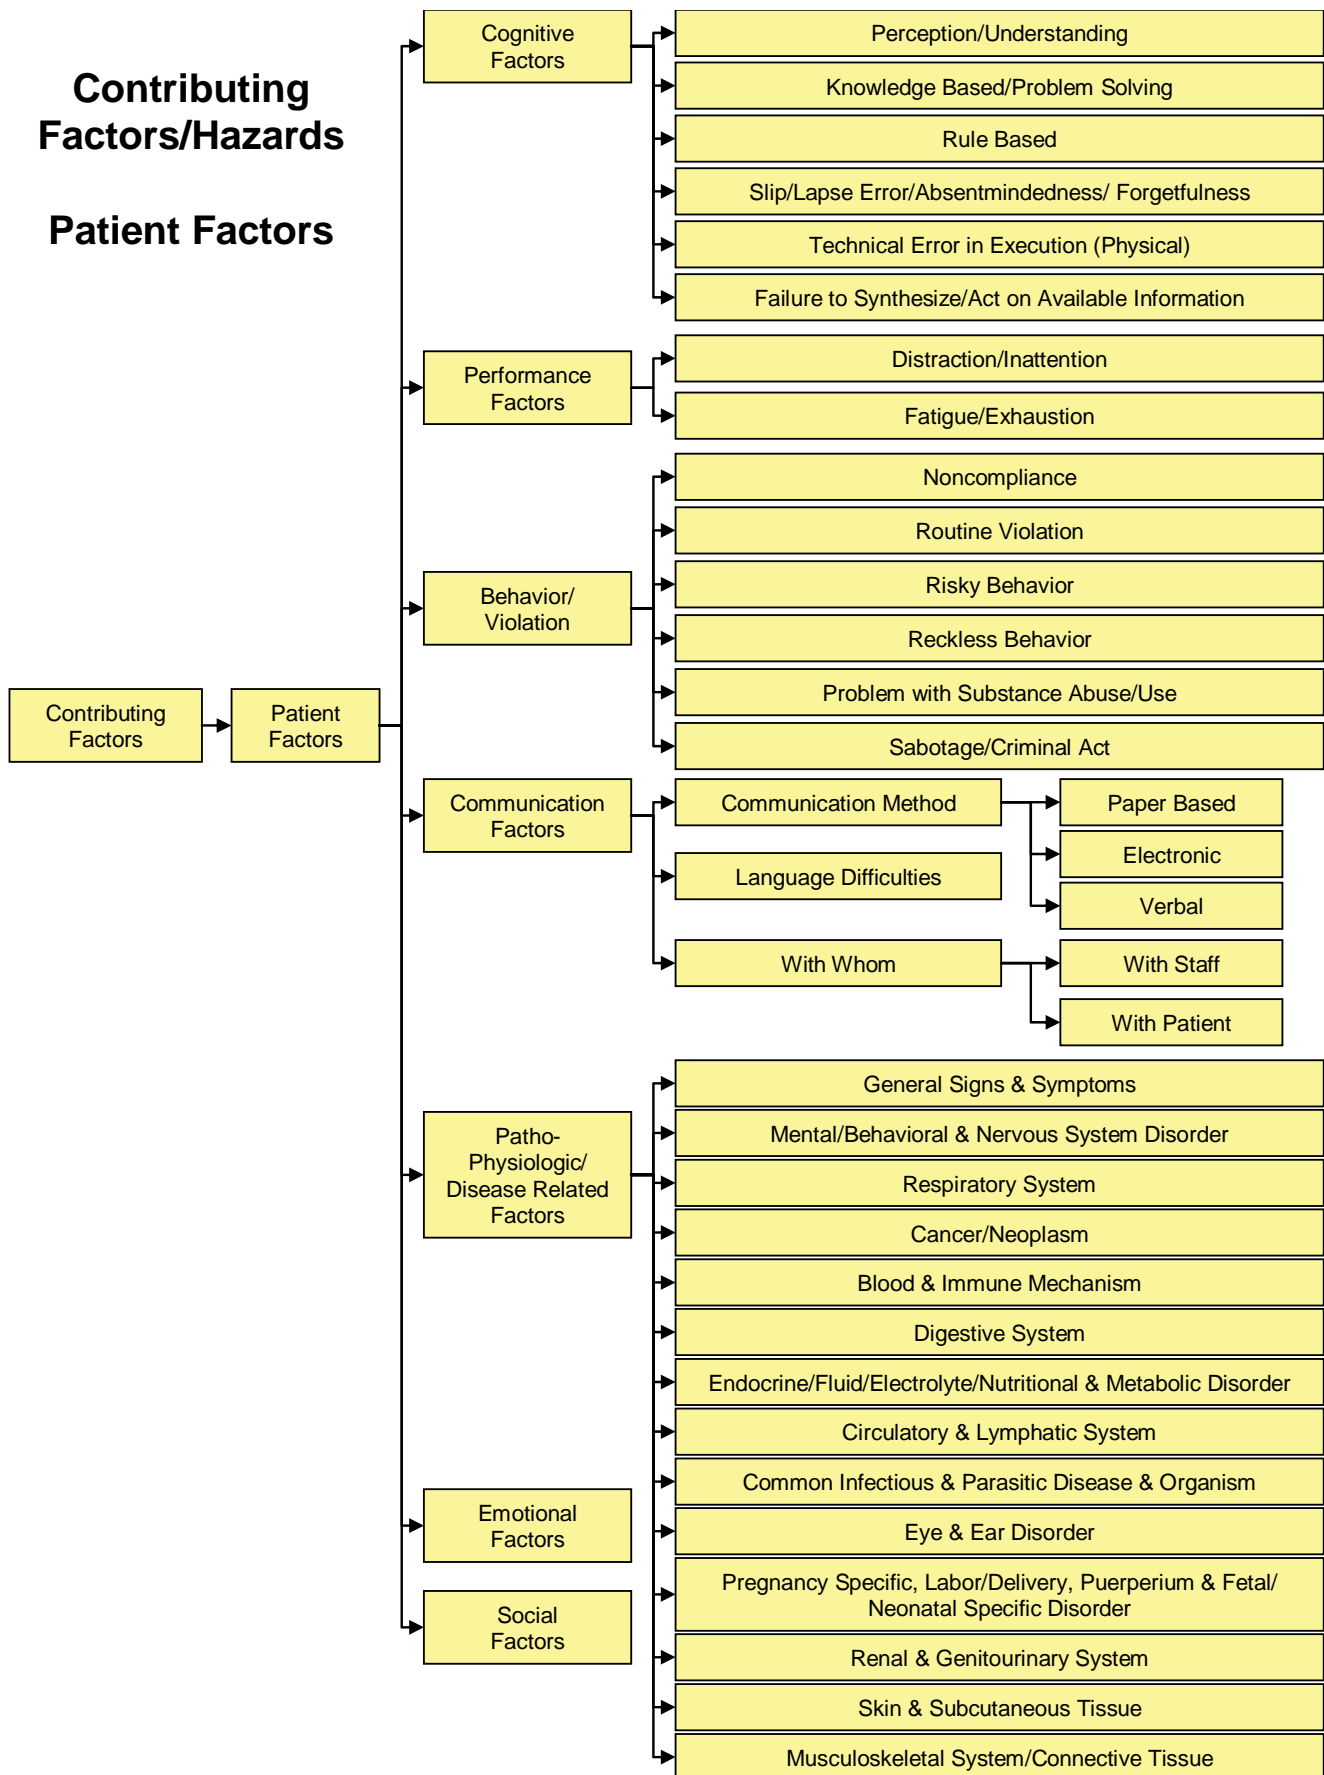 Contributing
Factors/Hazards
Patient Factors
Contributing
Factors
Patient
Factors
Cognitive
Factors
Perception/Understanding
Knowledge Based/Problem Solving
Rule Based
Slip/Lapse Error/Absentmindedness/ Forgetfulness
Technical Error in Execution (Physical)
Failure to Synthesize/Act on Available Information
Performance
Factors
Distraction/Inattention
Fatigue/Exhaustion
Behavior/
Violation
Noncompliance
Routine Violation
Risky Behavior
Reckless Behavior
Problem with Substance Abuse/Use
Sabotage/Criminal Act
Communication
Factors
Communication Method
Paper Based
Electronic
Verbal
Language Difficulties
With Whom
With Staff
With Patient
Patho-
Physiologic/
Disease Related
Factors
General Signs & Symptoms
Mental/Behavioral & Nervous System Disorder
Respiratory System
Cancer/Neoplasm
Blood & Immune Mechanism
Digestive System
Endocrine/Fluid/Electrolyte/Nutritional & Metabolic Disorder
Circulatory & Lymphatic System
Common Infectious & Parasitic Disease & Organism
Eye & Ear Disorder
Pregnancy Specific, Labor/Delivery, Puerperium & Fetal/
Neonatal Specific Disorder
Renal & Genitourinary System
Skin & Subcutaneous Tissue
Musculoskeletal System/Connective Tissue
Emotional
Factors
Social
Factors